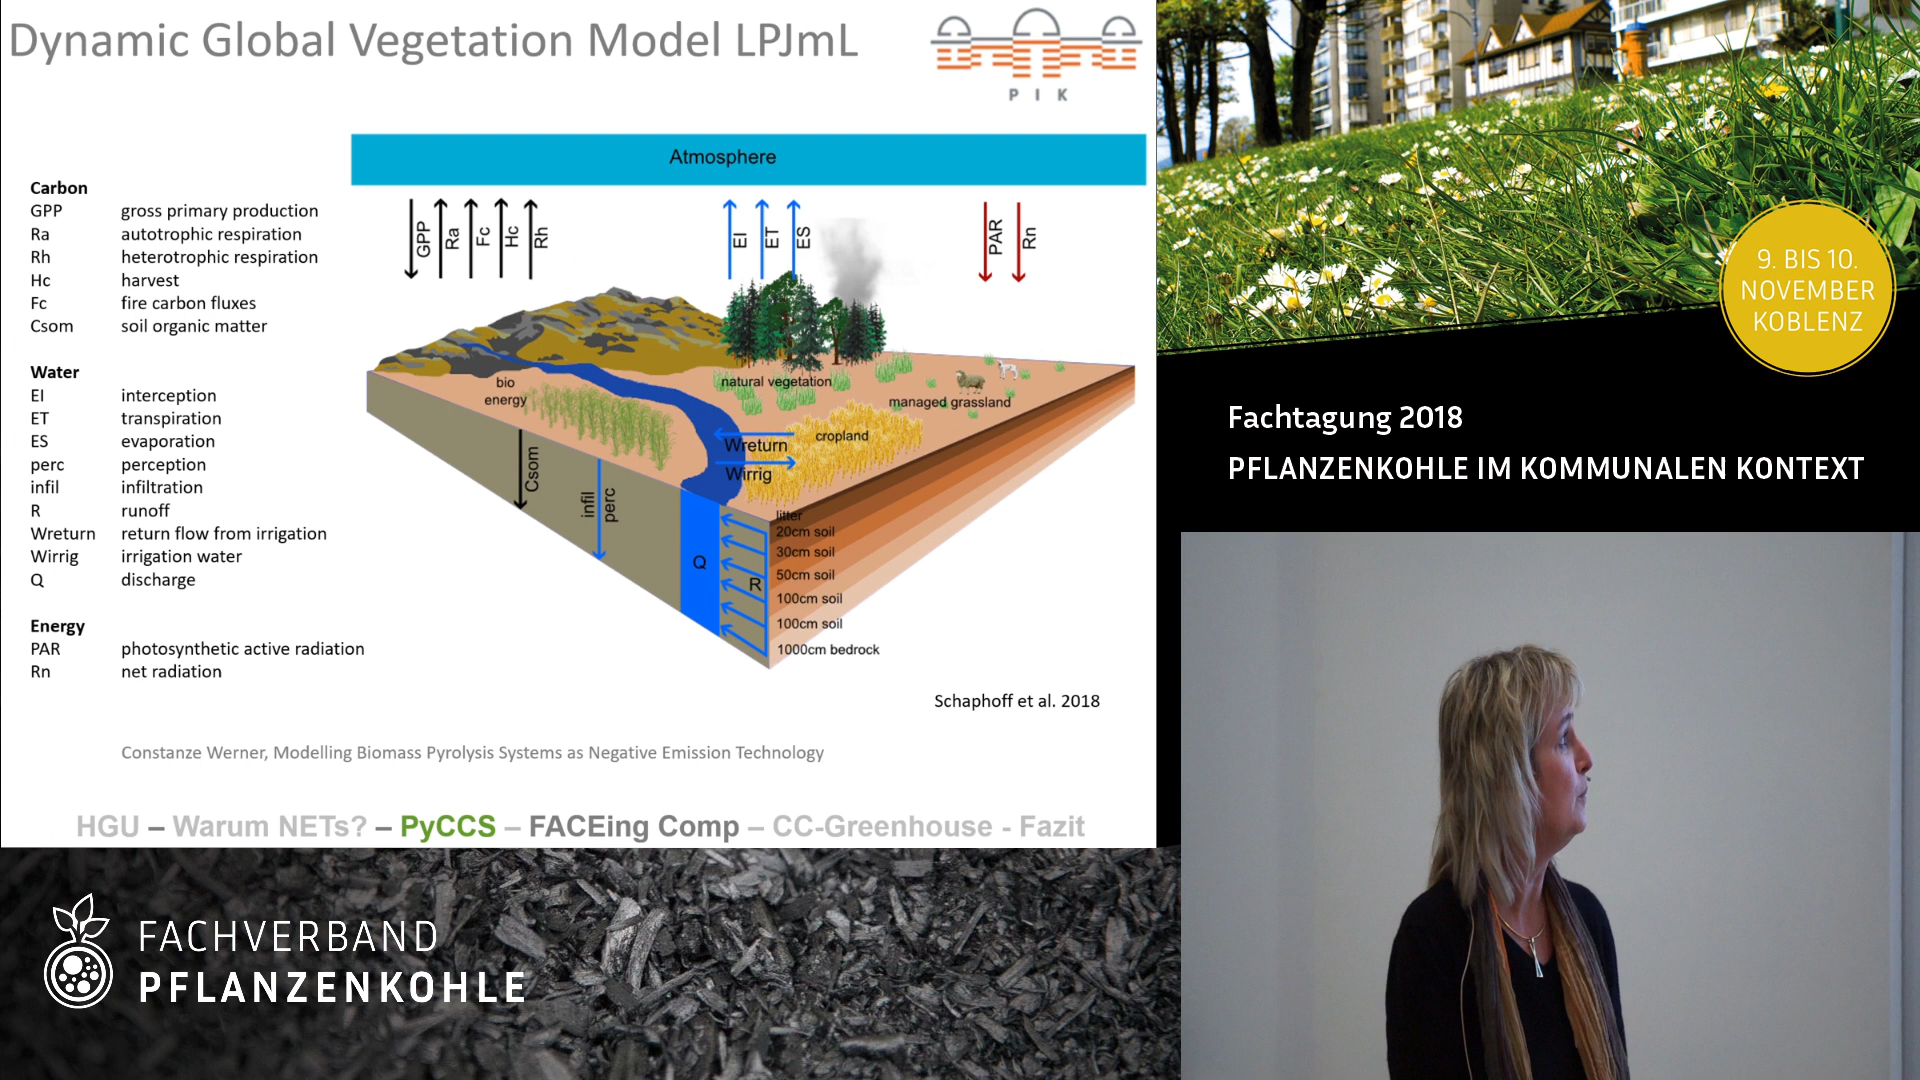 Dynamic Global Vegetation Model LPJmL
PIK
Atmosphere
Carbon
GPP gross primary production
Ra autotrophic respiration
Rh heterotrophic respiration
Hc harvest
Fc fire carbon fluxes
Csom soil organic matter
Water
EI interception
ET transpiration
ES evaporation
perc perception
infil infiltration
R runoff
Wreturn return flow from irrigation
Wirrig irrigation water
Q discharge
Energy
PAR photosynthetic active radiation
Rn net radiation
GPP
Ra
Fc
Hc
Rh
EI
ET
ES
PAR
Rn
bio
energy
natural vegetation
managed grassland
cropland
Wreturn
Wirrig
Csom
infil
perc
Q
R
litter
20cm soil
30cm soil
50cm soil
100cm soil
100cm soil
1000cm bedrock
Schaphoff et al. 2018
Constanze Werner, Modelling Biomass Pyrolysis Systems as Negative Emission Technology
HGU – Warum NETs? – PyCCS – FACEing Comp – CC-Greenhouse - Fazit
9. BIS 10.
NOVEMBER
KOBLENZ
Fachtagung 2018
PFLANZENKOHLE IM KOMMUNALEN KONTEXT
FACHVERBAND
PFLANZENKOHLE